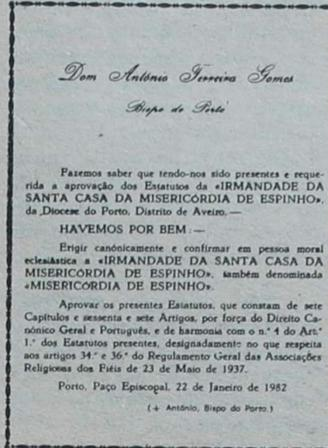 Dom António Ferreira Gomes
Bispo do Porto
Fazemos saber que tendo-nos sido presentes e reque-
rida a aprovação dos Estatutos da «IRMANDADE DA
SANTA CASA DA MISERICÓRDIA DE ESPINHO»,
da Diocese do Porto, Distrito de Aveiro, —
HAVEMOS POR BEM: —
Erigir canónicamente e confirmar em pessoa moral
eclesiástica a «IRMANDADE DA SANTA CASA DA
MISERICÓRDIA DE ESPINHO», também denominada
«MISERICÓRDIA DE ESPINHO».
Aprovar os presentes Estatutos, que constam de sete
Capítulos e sessenta e sete Artigos, por força do Direito Ca-
nónico Geral e Português, e de harmonia com o n.º 4 do Art.º
1.º dos Estatutos presentes, designadamente no que respeita
aos artigos 34.º e 36.º do Regulamento Geral das Associações
Religiosas dos Fiéis de 23 de Maio de 1937.
Porto, Paço Episcopal, 22 de Janeiro de 1982
(+ António, Bispo do Porto)